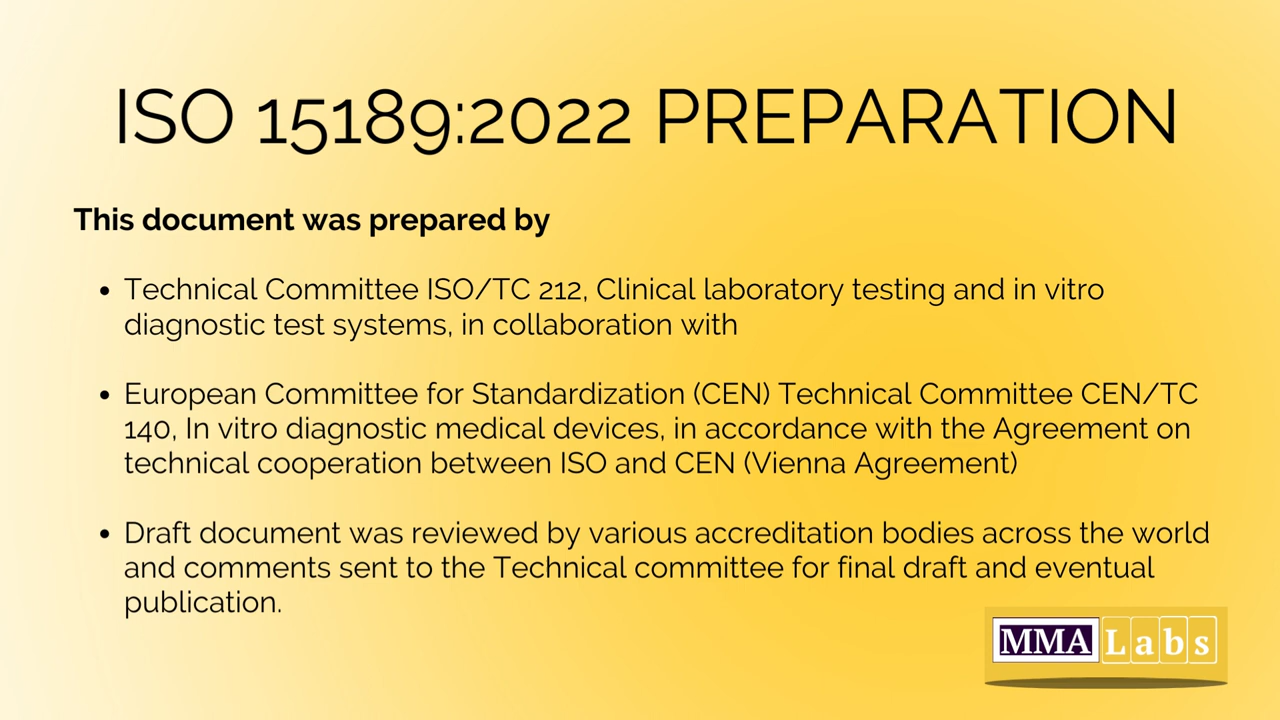 ISO 15189:2022 PREPARATION
This document was prepared by
• Technical Committee ISO/TC 212, Clinical laboratory testing and in vitro
diagnostic test systems, in collaboration with
• European Committee for Standardization (CEN) Technical Committee CEN/TC
140, In vitro diagnostic medical devices, in accordance with the Agreement on
technical cooperation between ISO and CEN (Vienna Agreement)
• Draft document was reviewed by various accreditation bodies across the world
and comments sent to the Technical committee for final draft and eventual
publication.
MMA Labs